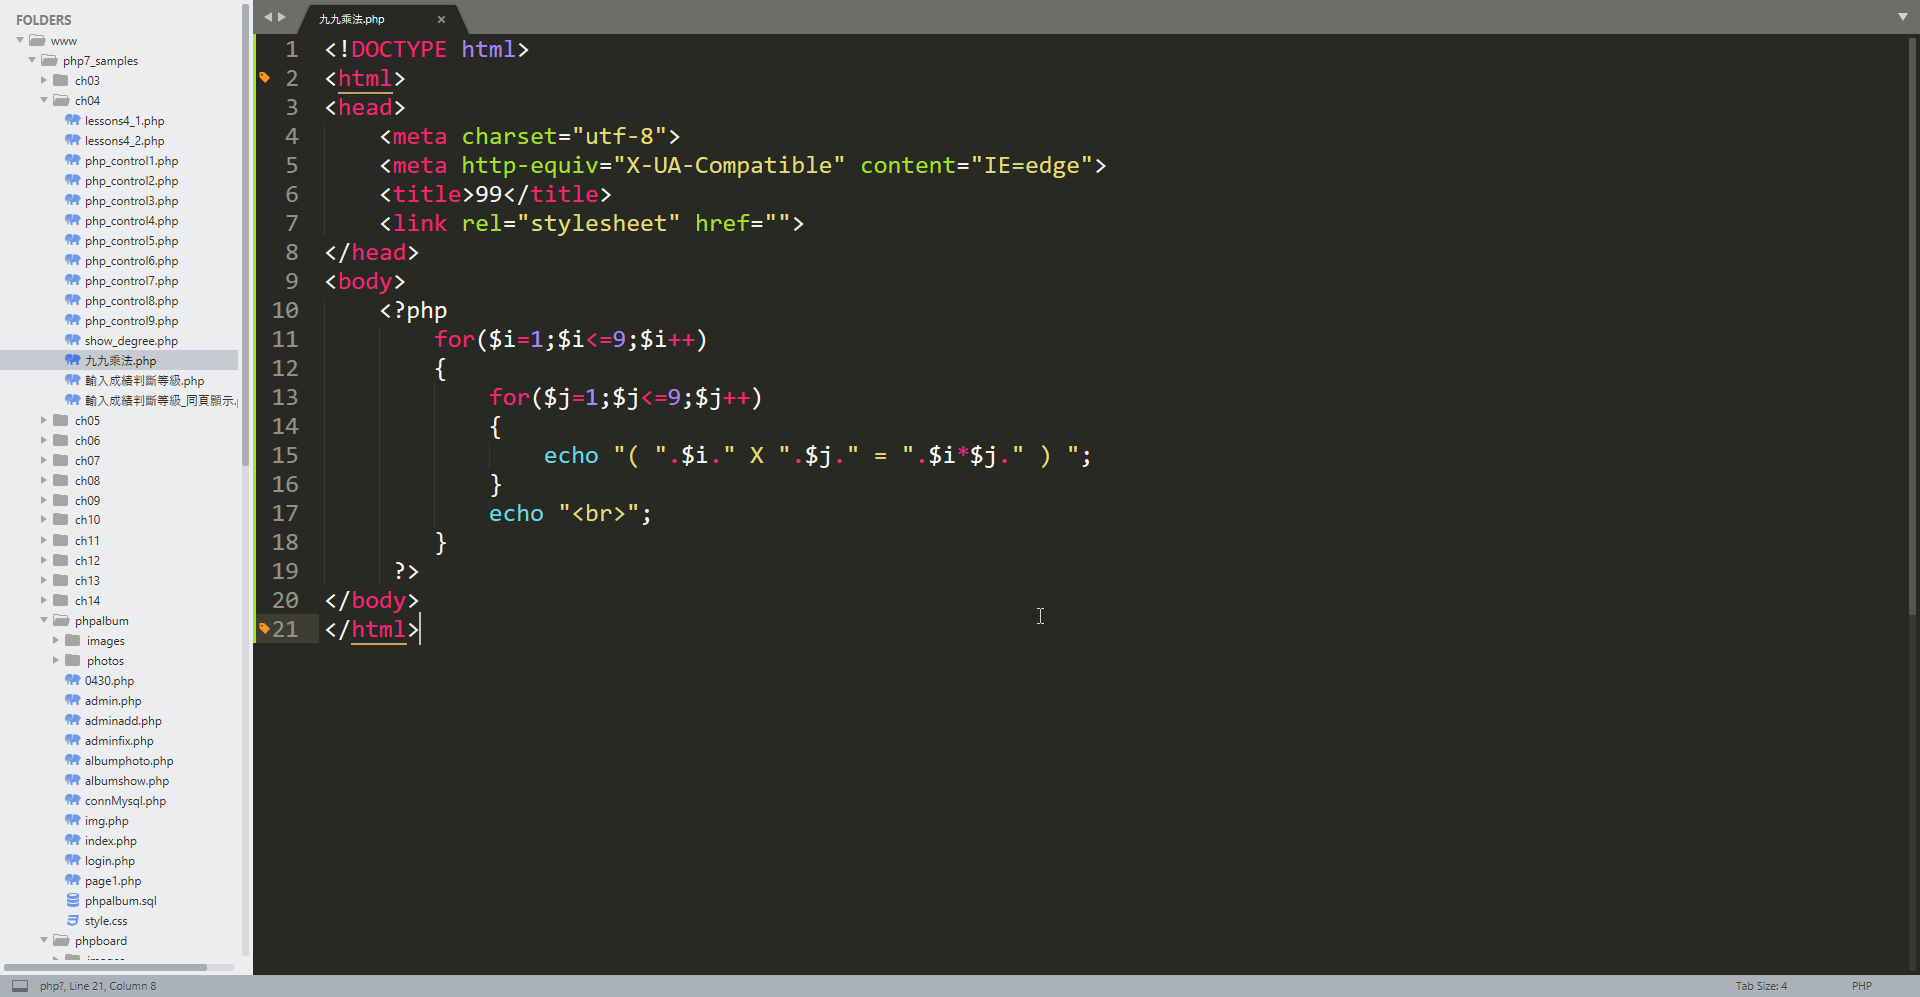 FOLDERS
www
php7_samples
ch03
ch04
lessons4_1.php
lessons4_2.php
php_control1.php
php_control2.php
php_control3.php
php_control4.php
php_control5.php
php_control6.php
php_control7.php
php_control8.php
php_control9.php
show_degree.php
九九乘法.php
輸入成績判斷等級.php
輸入成績判斷等級_同頁顯示.
ch05
ch06
ch07
ch08
ch09
ch10
ch11
ch12
ch13
ch14
phpalbum
images
photos
0430.php
admin.php
adminadd.php
adminfix.php
albumphoto.php
albumshow.php
connMysql.php
img.php
index.php
login.php
page1.php
phpalbum.sql
style.css
phpboard
images
九九乘法.php ×
1 <!DOCTYPE html>
2 <html>
3 <head>
4     <meta charset="utf-8">
5     <meta http-equiv="X-UA-Compatible" content="IE=edge">
6     <title>99</title>
7     <link rel="stylesheet" href="">
8 </head>
9 <body>
10     <?php
11         for($i=1;$i<=9;$i++)
12         {
13             for($j=1;$j<=9;$j++)
14             {
15                 echo "( ".$i." X ".$j." = ".$i*$j." ) ";
16             }
17             echo "<br>";
18         }
19      ?>
20 </body>
21 </html>
php?, Line 21, Column 8
Tab Size: 4
PHP